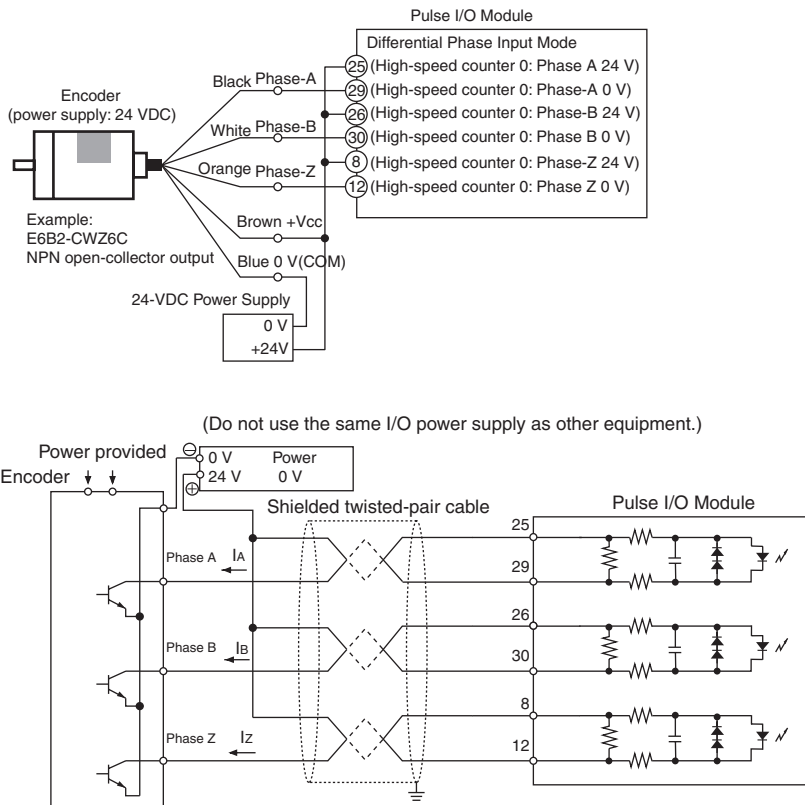 Pulse I/O Module
Differential Phase Input Mode
25 (High-speed counter 0: Phase A 24 V)
Black Phase-A
29 (High-speed counter 0: Phase-A 0 V)
Encoder
(power supply: 24 VDC)
26 (High-speed counter 0: Phase-B 24 V)
White Phase-B
30 (High-speed counter 0: Phase B 0 V)
Orange Phase-Z
8 (High-speed counter 0: Phase-Z 24 V)
12 (High-speed counter 0: Phase Z 0 V)
Example:
E6B2-CWZ6C
NPN open-collector output
Brown +Vcc
Blue 0 V(COM)
24-VDC Power Supply
0 V
+24V
(Do not use the same I/O power supply as other equipment.)
Power provided
Encoder
− 0 V Power
+ 24 V 0 V
Shielded twisted-pair cable
Pulse I/O Module
25
Phase A IA
29
26
Phase B IB
30
8
Phase Z IZ
12